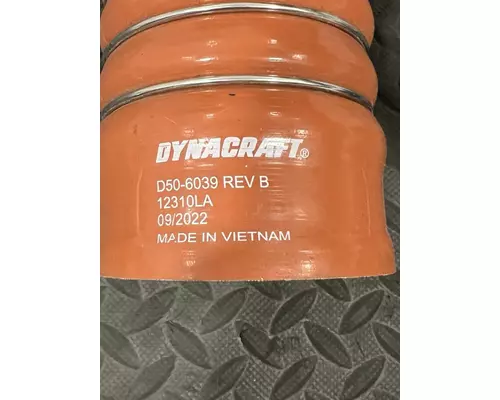 DYNACRAFT®
D50-6039 REV B
12310LA
09/2022
MADE IN VIETNAM